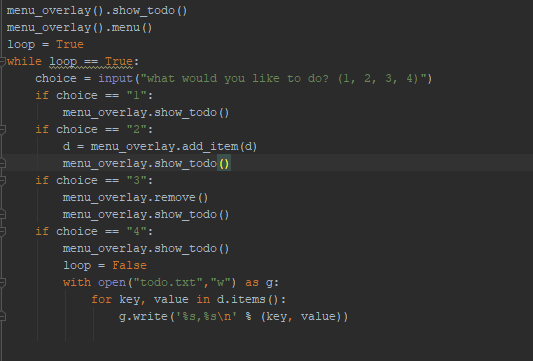 menu_overlay().show_todo()
menu_overlay().menu()
loop = True
while loop == True:
    choice = input("what would you like to do? (1, 2, 3, 4)")
    if choice == "1":
        menu_overlay.show_todo()
    if choice == "2":
        d = menu_overlay.add_item(d)
        menu_overlay.show_todo()
    if choice == "3":
        menu_overlay.remove()
        menu_overlay.show_todo()
    if choice == "4":
        menu_overlay.show_todo()
        loop = False
        with open("todo.txt","w") as g:
            for key, value in d.items():
                g.write('%s,%s\n' % (key, value))